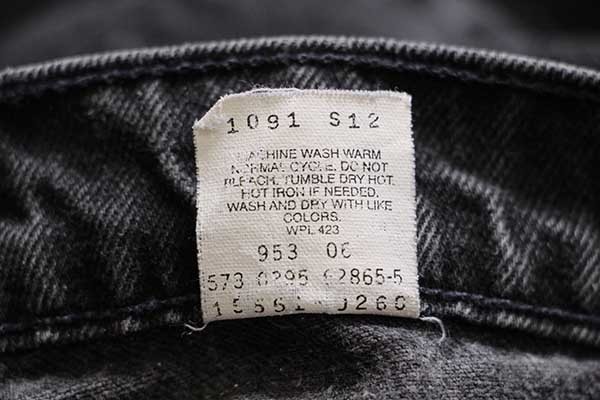 1091 S12
MACHINE WASH WARM
NORMAL CYCLE. DO NOT
BLEACH. TUMBLE DRY HOT.
HOT IRON IF NEEDED.
WASH AND DRY WITH LIKE
COLORS.
WPL 423
953 06
573 0295 02865-5